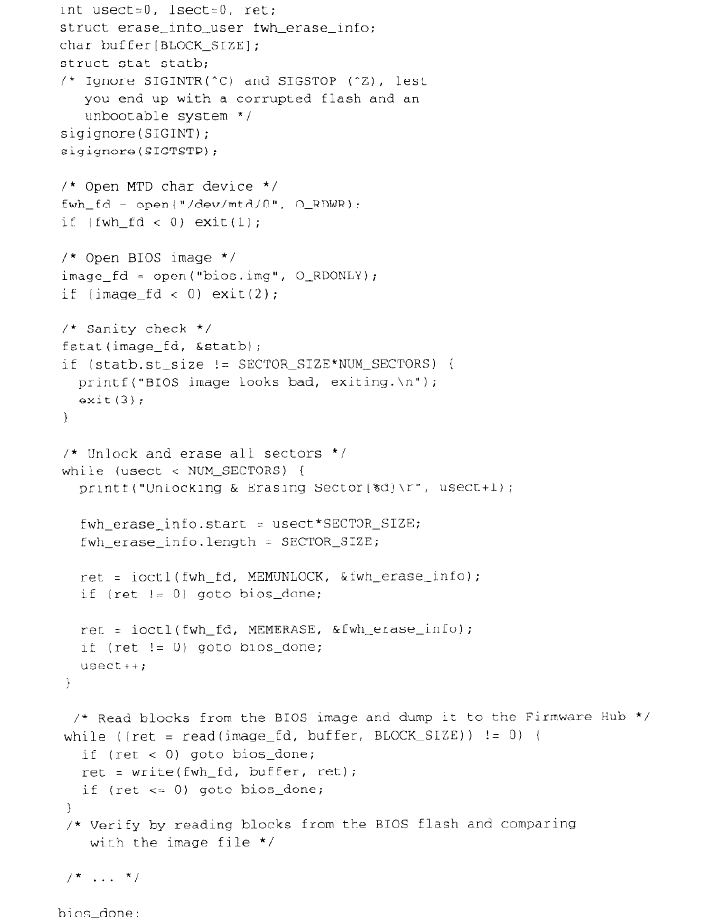 int usect=0, lsect=0, ret;
struct erase_info_user fwh_erase_info;
char buffer[BLOCK_SIZE];
struct stat statb;
/* Ignore SIGINTR(^C) and SIGSTOP (^Z), lest
you end up with a corrupted flash and an
unbootable system */
sigignore(SIGINT);
sigignore(SIGTSTP);
/* Open MTD char device */
fwh_fd = open("/dev/mtd/0", O_RDWR);
if (fwh_fd < 0) exit(1);
/* Open BIOS image */
image_fd = open("bios.img", O_RDONLY);
if (image_fd < 0) exit(2);
/* Sanity check */
fstat(image_fd, &statb);
if (statb.st_size != SECTOR_SIZE*NUM_SECTORS) {
printf("BIOS image looks bad, exiting.\n");
exit(3);
}
/* Unlock and erase all sectors */
while (usect < NUM_SECTORS) {
printf("Unlocking & Erasing Sector[%d]\r", usect+1);
fwh_erase_info.start = usect*SECTOR_SIZE;
fwh_erase_info.length = SECTOR_SIZE;
ret = ioctl(fwh_fd, MEMUNLOCK, &fwh_erase_info);
if (ret != 0) goto bios_done;
ret = ioctl(fwh_fd, MEMERASE, &fwh_erase_info);
if (ret != 0) goto bios_done;
usect++;
}
/* Read blocks from the BIOS image and dump it to the Firmware Hub */
while ((ret = read(image_fd, buffer, BLOCK_SIZE)) != 0) {
if (ret < 0) goto bios_done;
ret = write(fwh_fd, buffer, ret);
if (ret <= 0) goto bios_done;
}
/* Verify by reading blocks from the BIOS flash and comparing
with the image file */
/* ... */
bios_done: